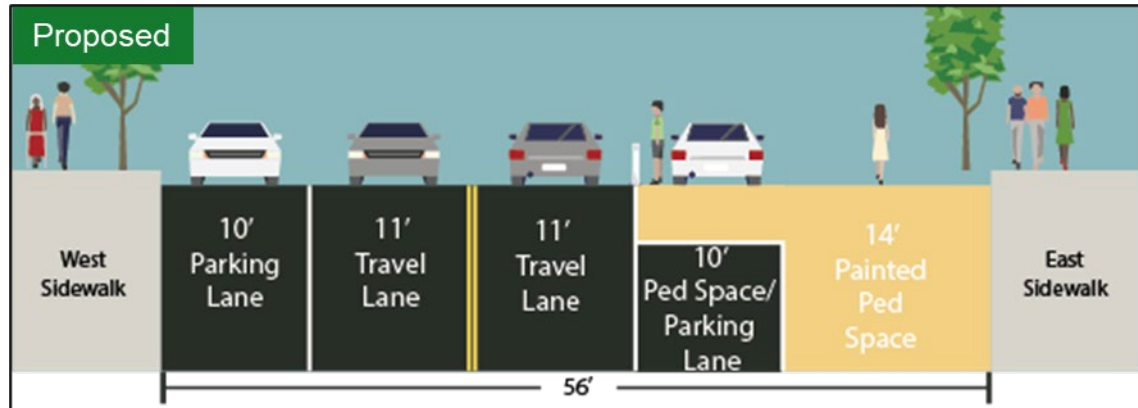 Proposed
West
Sidewalk
10′
Parking
Lane
11′
Travel
Lane
11′
Travel
Lane
10′
Ped Space/
Parking
Lane
14′
Painted
Ped
Space
East
Sidewalk
56′